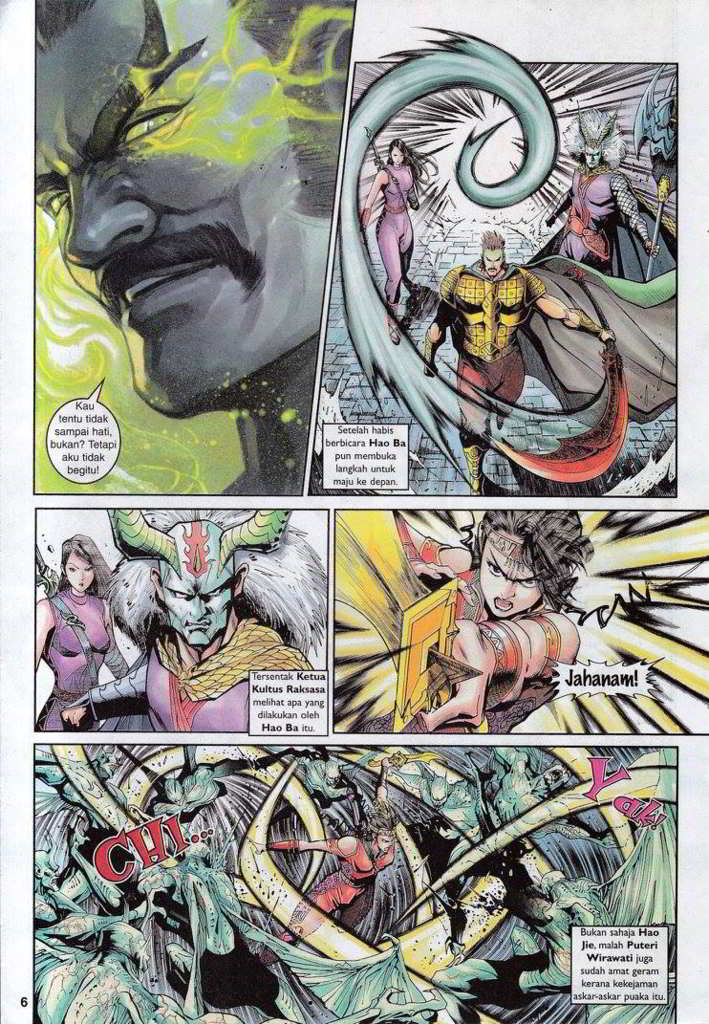 Kau
tentu tidak
sampai hati,
bukan? Tetapi
aku tidak
begitu!
Setelah habis
berbicara Hao Ba
pun membuka
langkah untuk
maju ke depan.
Tersentak Ketua
Kultus Raksasa
melihat apa yang
dilakukan oleh
Hao Ba itu.
Jahanam!
CHI...
Yak!
Bukan sahaja Hao
Jie, malah Puteri
Wirawati juga
sudah amat geram
kerana kekejaman
askar-askar puaka itu.
6